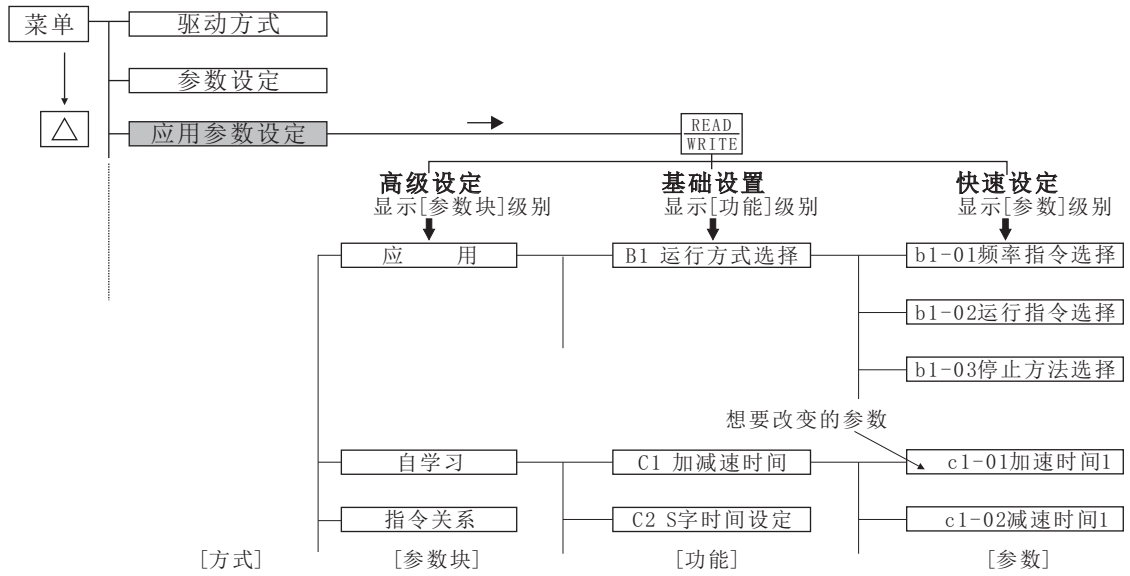 菜单
驱动方式
参数设定
应用参数设定
READ
WRITE
高级设定
显示[参数块]级别
基础设置
显示[功能]级别
快速设定
显示[参数]级别
应 用
B1 运行方式选择
b1-01频率指令选择
b1-02运行指令选择
b1-03停止方法选择
想要改变的参数
自学习
C1 加减速时间
c1-01加速时间1
指令关系
C2 S字时间设定
c1-02减速时间1
[方式]
[参数块]
[功能]
[参数]